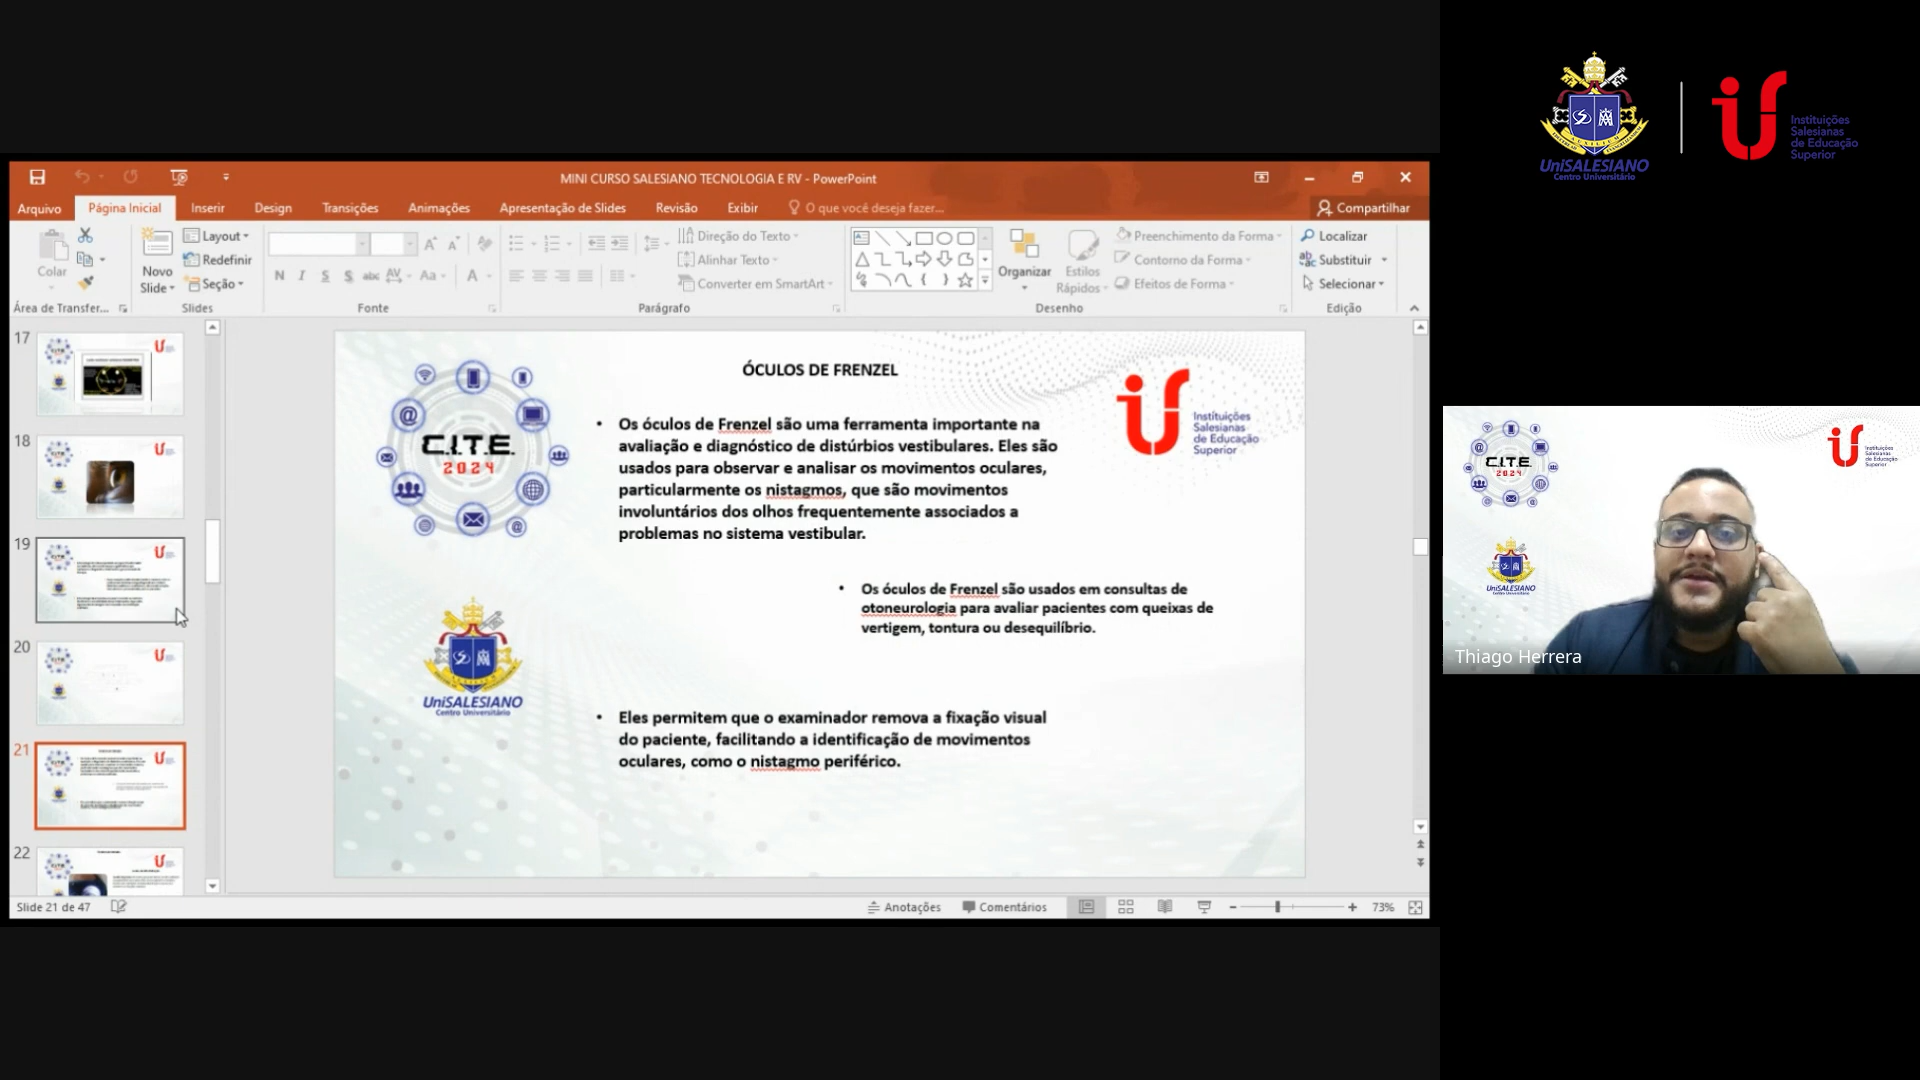 MINI CURSO SALESIANO TECNOLOGIA E RV - PowerPoint
Arquivo
Página Inicial
Inserir
Design
Transições
Animações
Apresentação de Slides
Revisão
Exibir
O que você deseja fazer...
Compartilhar
Colar
Área de Transfer...
Novo
Slide
Layout
Redefinir
Seção
Slides
N I S S abc AV Aa A
Fonte
Direção do Texto
Alinhar Texto
Converter em SmartArt
Parágrafo
Organizar
Estilos
Rápidos
Preenchimento da Forma
Contorno da Forma
Efeitos de Forma
Desenho
Localizar
Substituir
Selecionar
Edição
17
18
19
20
21
22
ÓCULOS DE FRENZEL
• Os óculos de Frenzel são uma ferramenta importante na
avaliação e diagnóstico de distúrbios vestibulares. Eles são
usados para observar e analisar os movimentos oculares,
particularmente os nistagmos, que são movimentos
involuntários dos olhos frequentemente associados a
problemas no sistema vestibular.
• Os óculos de Frenzel são usados em consultas de
otoneurologia para avaliar pacientes com queixas de
vertigem, tontura ou desequilíbrio.
• Eles permitem que o examinador remova a fixação visual
do paciente, facilitando a identificação de movimentos
oculares, como o nistagmo periférico.
C.I.T.E.
2024
UniSALESIANO
Centro Universitário
Instituições
Salesianas
de Educação
Superior
Slide 21 de 47
Anotações
Comentários
73%
UniSALESIANO
Centro Universitário
Instituições
Salesianas
de Educação
Superior
C.I.T.E.
2024
UniSALESIANO
Instituições
Salesianas
de Educação
Superior
Thiago Herrera